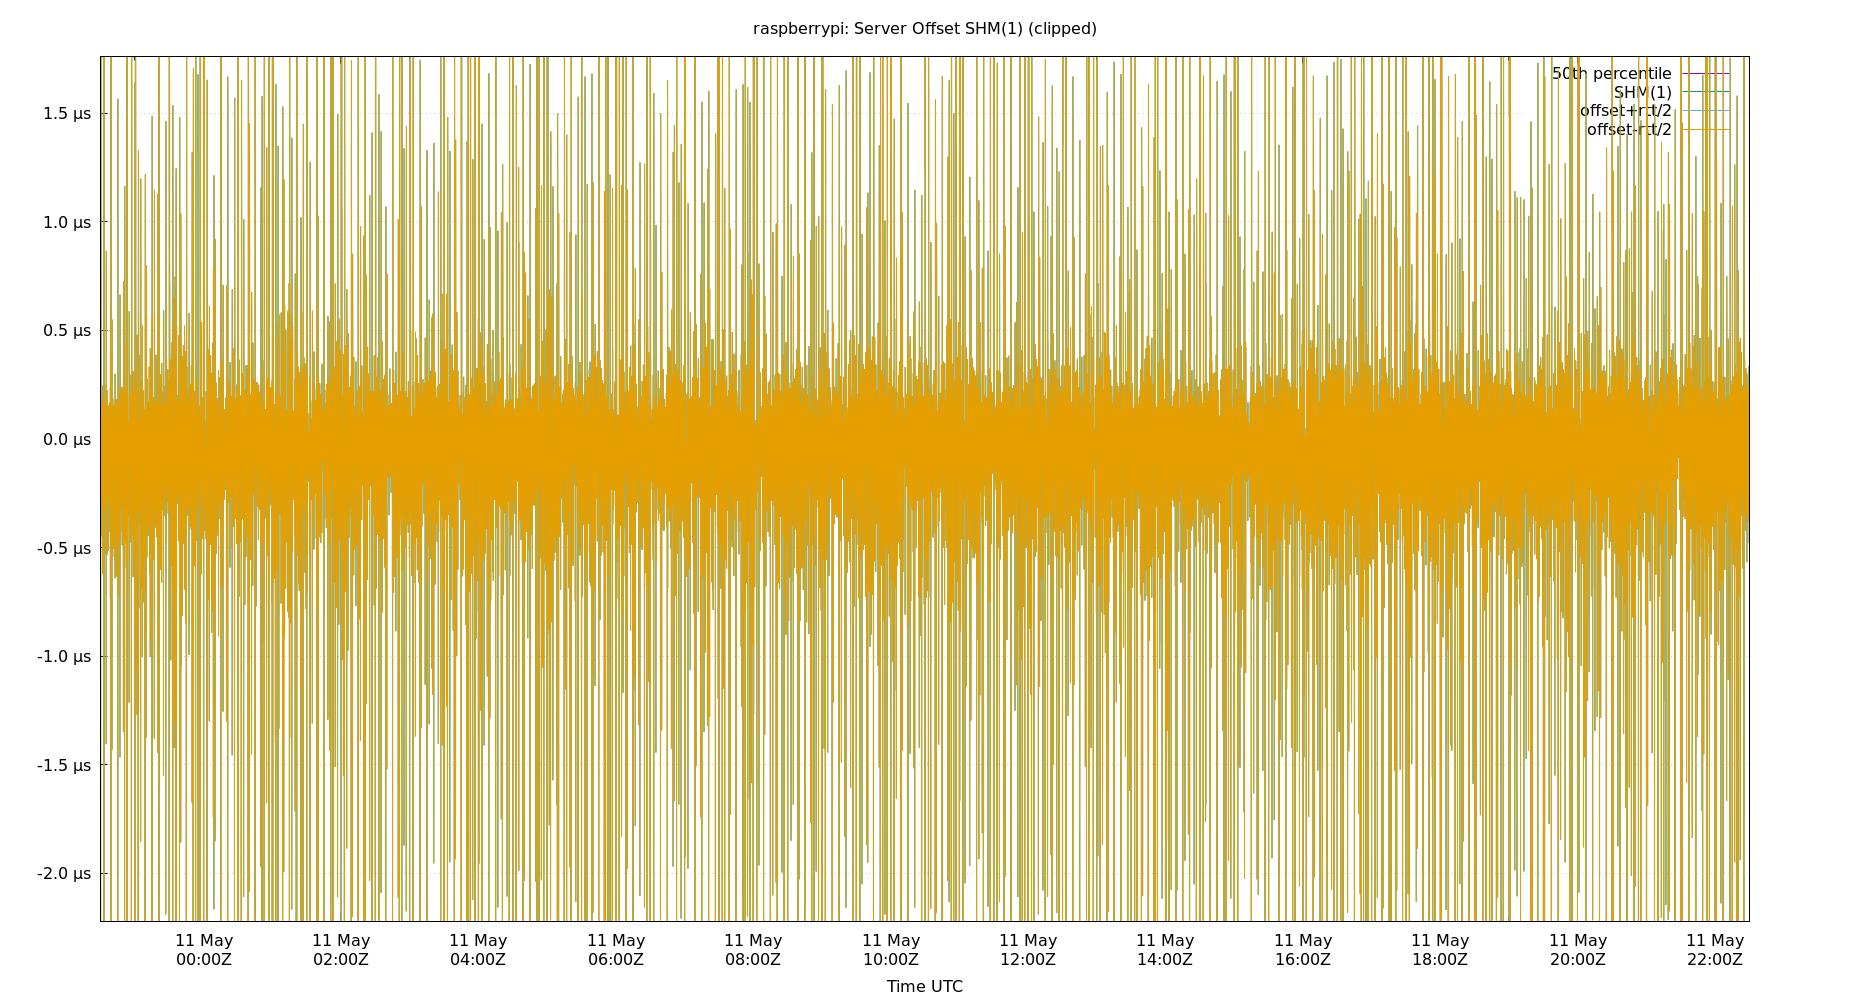 raspberrypi: Server Offset SHM(1) (clipped)
50th percentile
SHM(1)
offset+rtt/2
offset-rtt/2
1.5 µs
1.0 µs
0.5 µs
0.0 µs
-0.5 µs
-1.0 µs
-1.5 µs
-2.0 µs
11 May 11 May 11 May 11 May 11 May 11 May 11 May 11 May 11 May 11 May 11 May 11 May
00:00Z 02:00Z 04:00Z 06:00Z 08:00Z 10:00Z 12:00Z 14:00Z 16:00Z 18:00Z 20:00Z 22:00Z
Time UTC